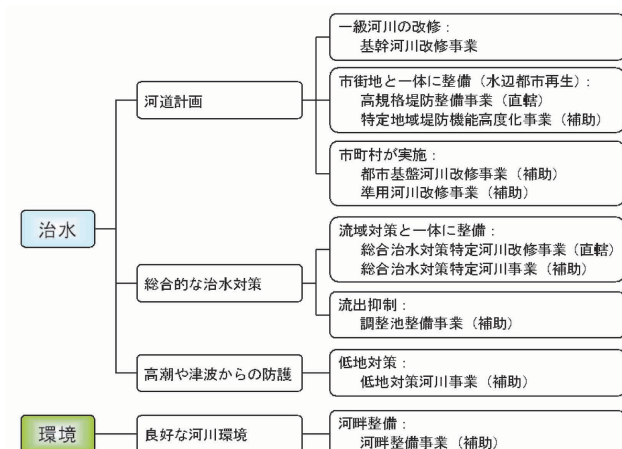 一級河川の改修：
基幹河川改修事業
河道計画
市街地と一体に整備（水辺都市再生）：
高規格堤防整備事業（直轄）
特定地域堤防機能高度化事業（補助）
市町村が実施：
都市基盤河川改修事業（補助）
準用河川改修事業（補助）
治水
流域対策と一体に整備：
総合治水対策特定河川改修事業（直轄）
総合治水対策特定河川事業（補助）
総合的な治水対策
流出抑制：
調整池整備事業（補助）
高潮や津波からの防護
低地対策：
低地対策河川事業（補助）
環境
良好な河川環境
河畔整備：
河畔整備事業（補助）